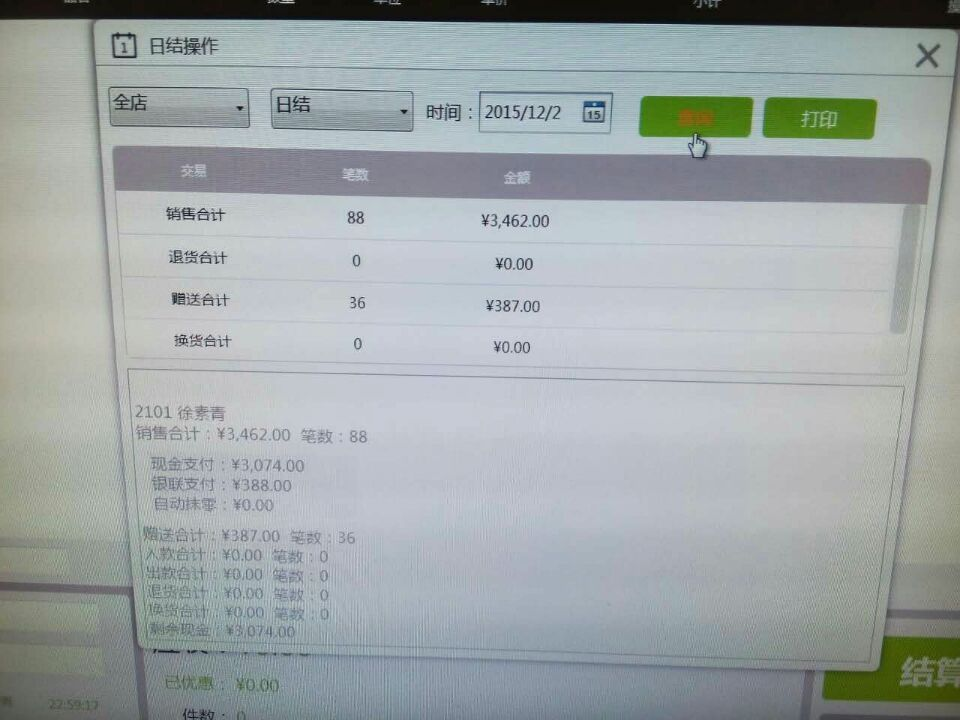 日结操作
全店 日结 时间： 2015/12/2 15 查询 打印
交易 笔数 金额
销售合计 88 ¥3,462.00
退货合计 0 ¥0.00
赠送合计 36 ¥387.00
换货合计 0 ¥0.00
2101 徐素青
销售合计：¥3,462.00 笔数：88
现金支付：¥3,074.00
银联支付：¥388.00
自动抹零：¥0.00
赠送合计：¥387.00 笔数：36
入款合计：¥0.00 笔数：0
出款合计：¥0.00 笔数：0
退货合计：¥0.00 笔数：0
换货合计：¥0.00 笔数：0
剩余现金：¥3,074.00
已优惠：¥0.00
结算
22:59:17
件数：0